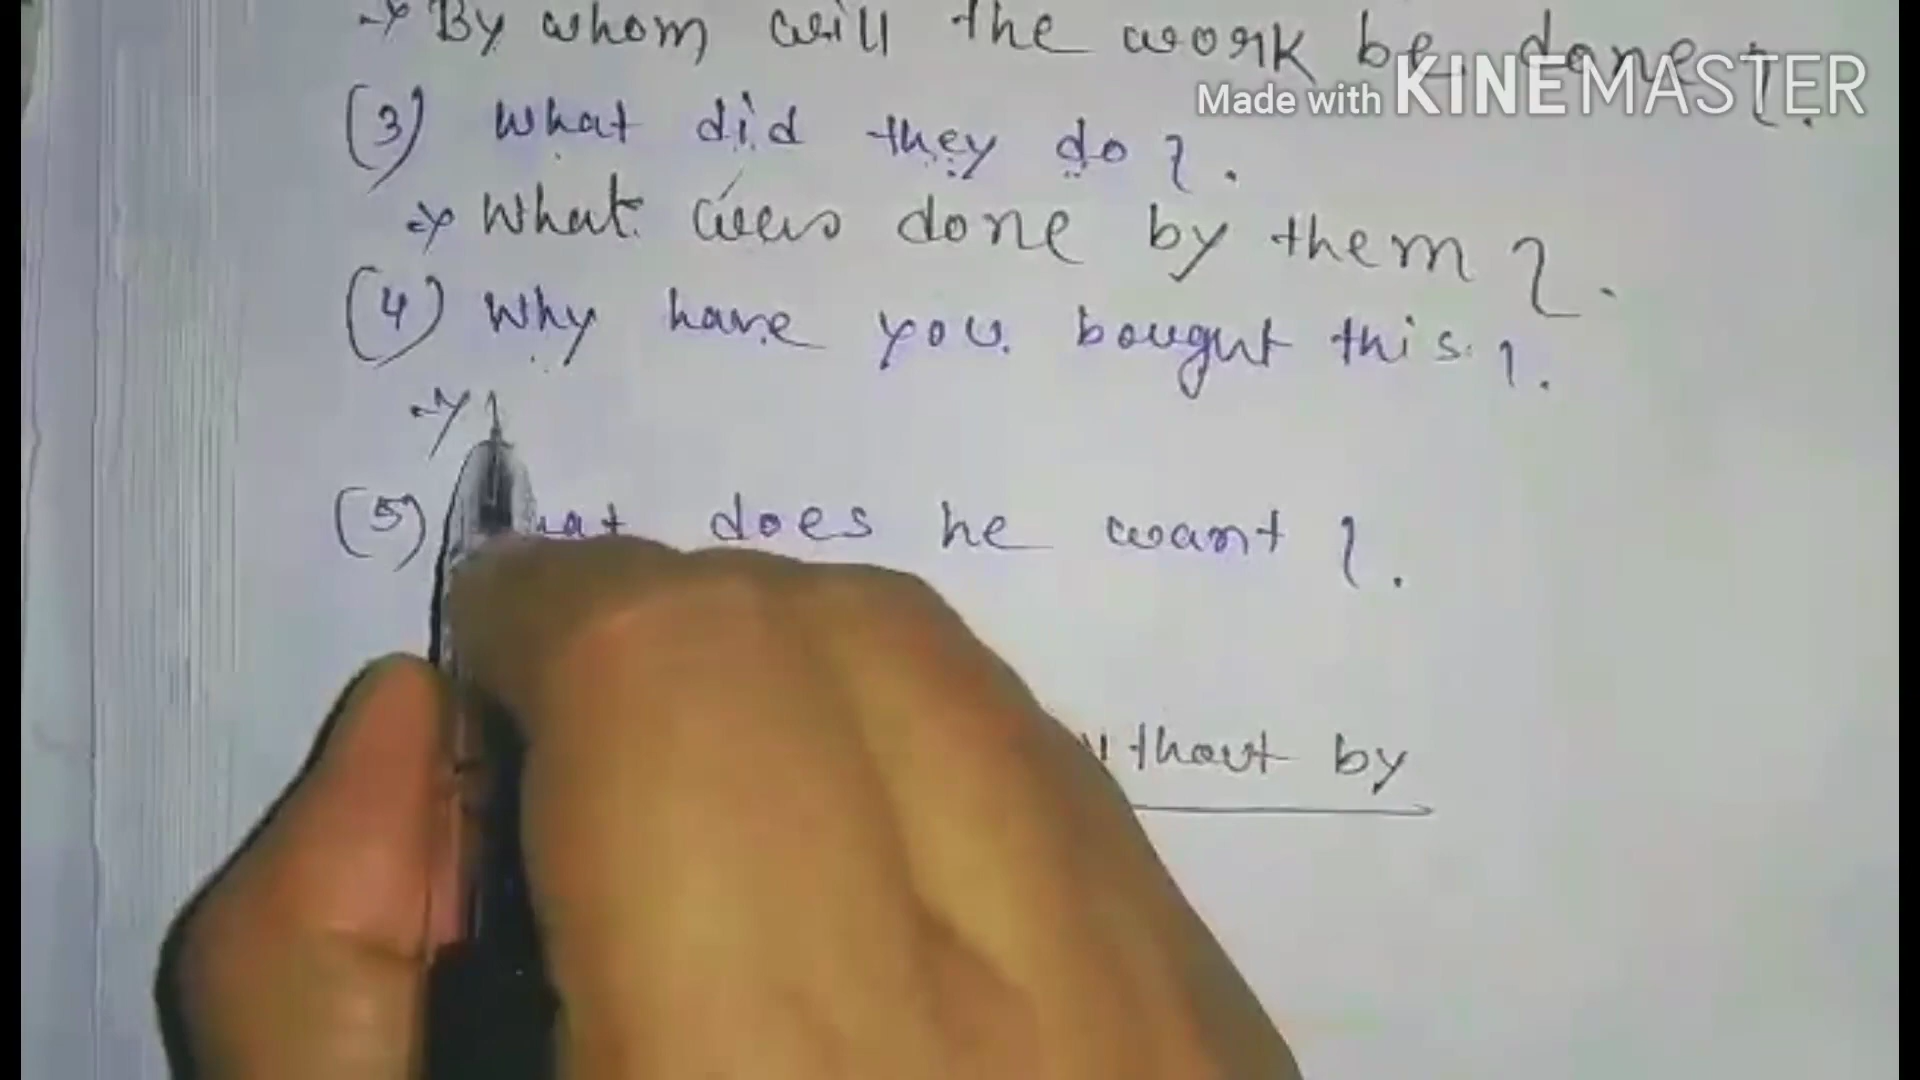 By whom will the work be done ?
Made with KINEMASTER
(3) What did they do ?
What was done by them ?
(4) Why have you bought this ?
(5) does he want ?
by